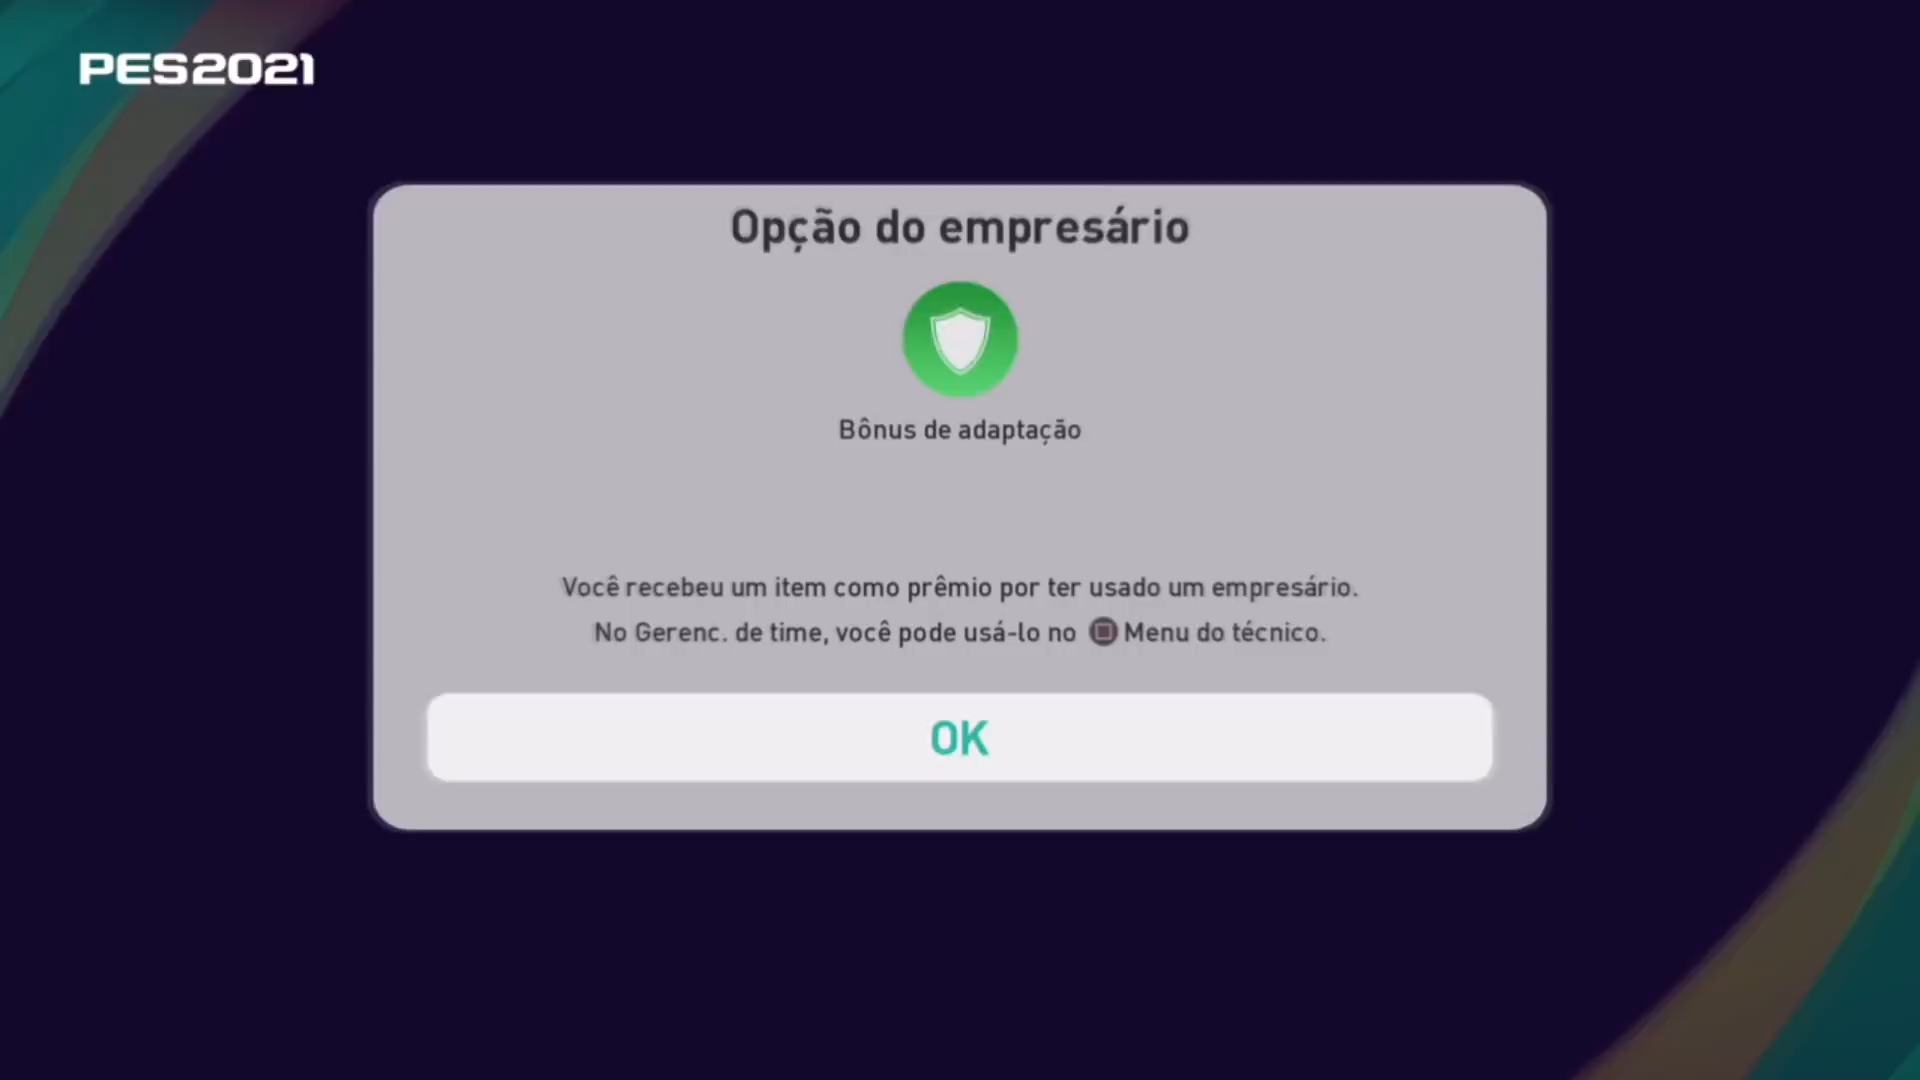 PES2021
Opção do empresário
Bônus de adaptação
Você recebeu um item como prêmio por ter usado um empresário.
No Gerenc. de time, você pode usá-lo no Menu do técnico.
OK